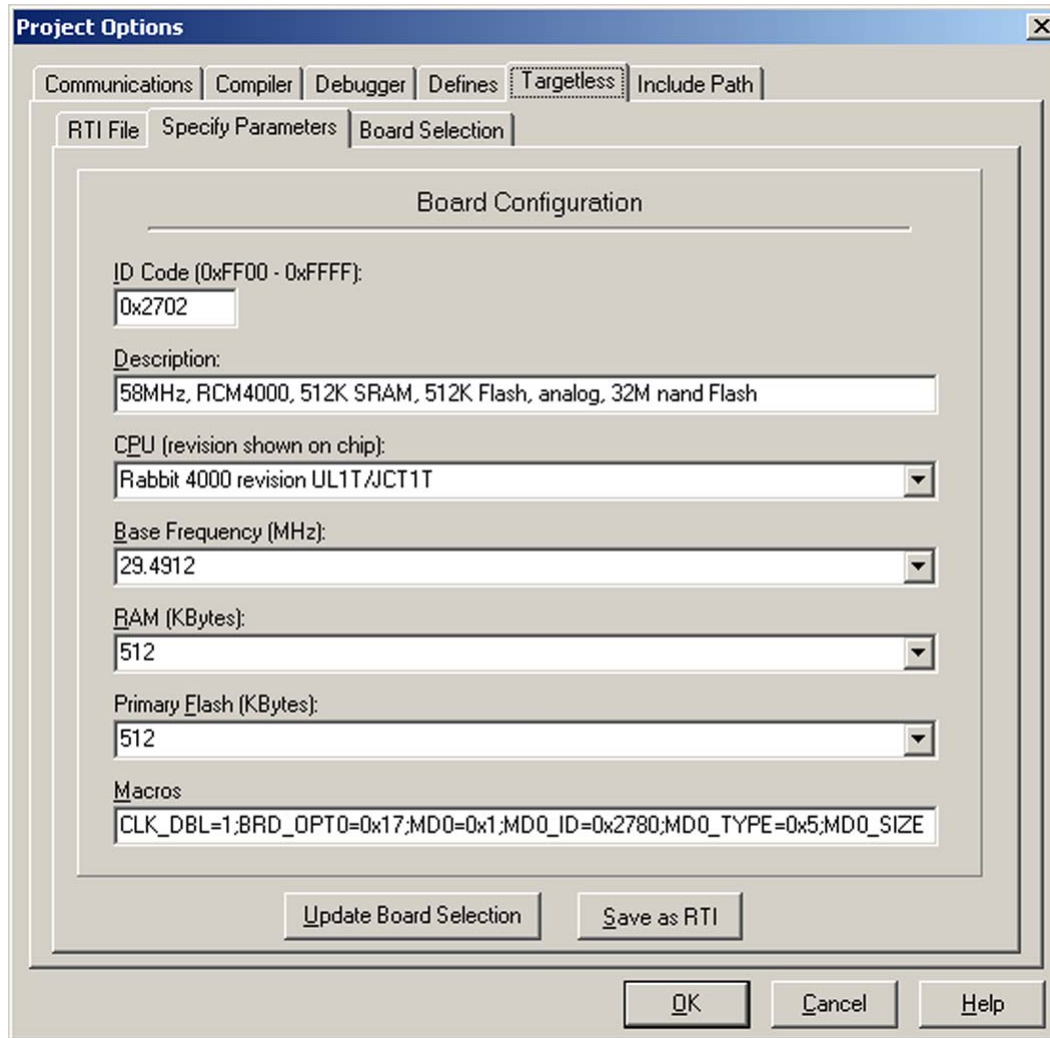 Project Options
Communications Compiler Debugger Defines Targetless Include Path
RTI File Specify Parameters Board Selection
Board Configuration
ID Code (0xFF00 - 0xFFFF):
0x2702
Description:
58MHz, RCM4000, 512K SRAM, 512K Flash, analog, 32M nand Flash
CPU (revision shown on chip):
Rabbit 4000 revision UL1T/JCT1T
Base Frequency (MHz):
29.4912
RAM (KBytes):
512
Primary Flash (KBytes):
512
Macros
CLK_DBL=1;BRD_OPT0=0x17;MD0=0x1;MD0_ID=0x2780;MD0_TYPE=0x5;MD0_SIZE
Update Board Selection Save as RTI
OK Cancel Help